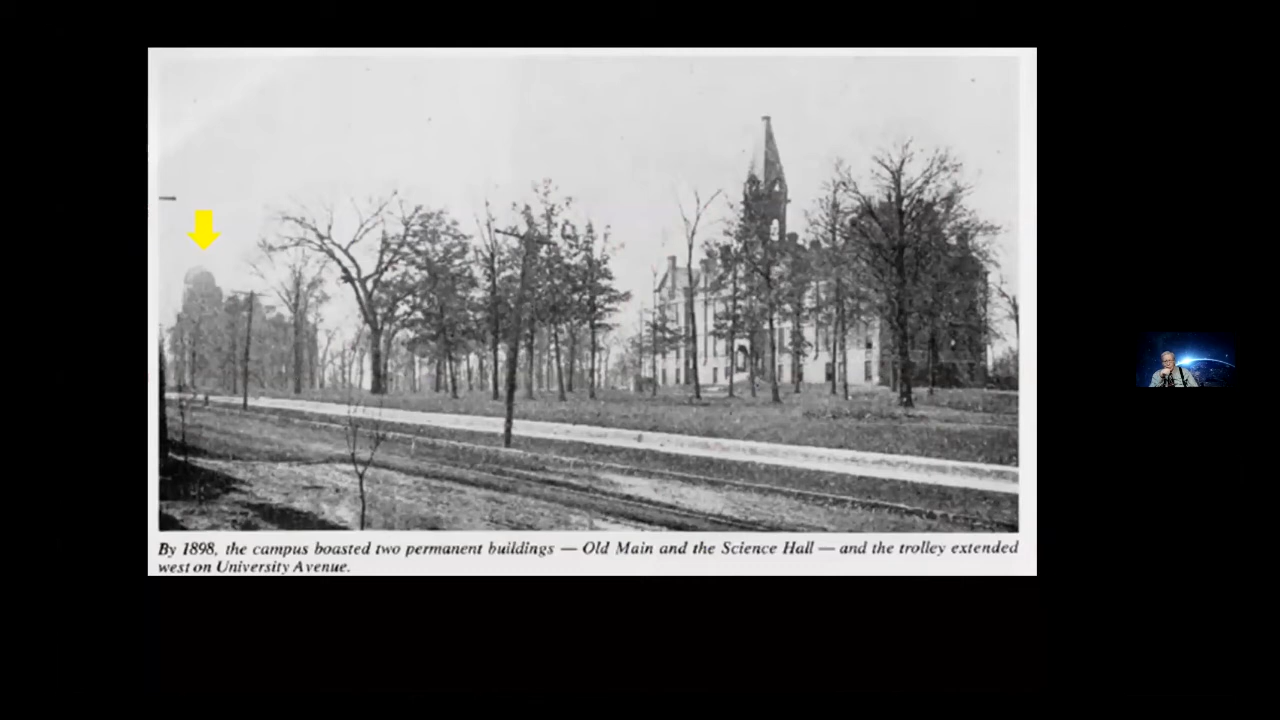 By 1898, the campus boasted two permanent buildings — Old Main and the Science Hall — and the trolley extended
west on University Avenue.